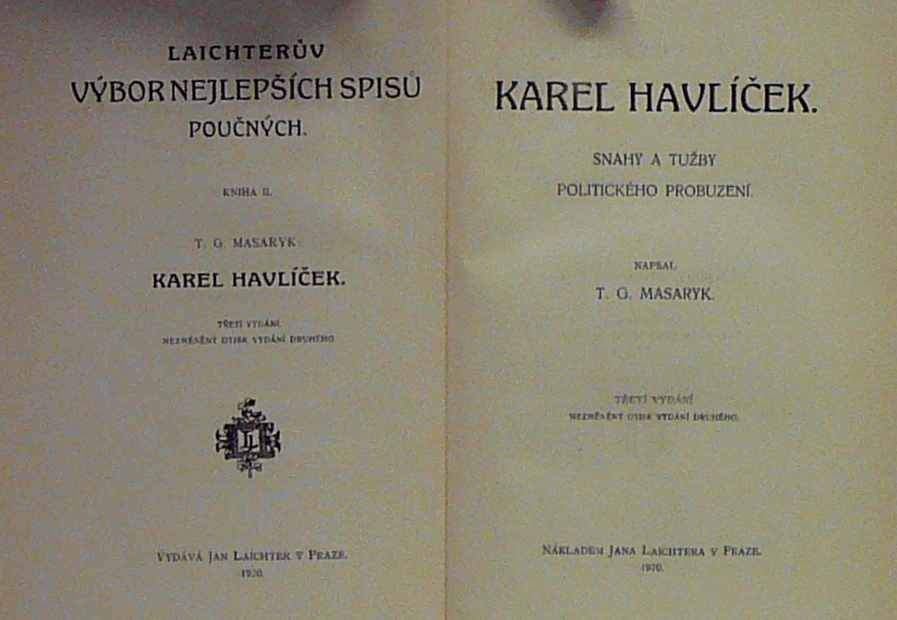 LAICHTERŮV
VÝBOR NEJLEPŠÍCH SPISŮ
POUČNÝCH.
KNIHA II.
T. G. MASARYK:
KAREL HAVLÍČEK.
TŘETÍ VYDÁNÍ.
NEZMĚNĚNÝ OTISK VYDÁNÍ DRUHÉHO.
VYDÁVÁ JAN LAICHTER V PRAZE.
1920.
KAREL HAVLÍČEK.
SNAHY A TUŽBY
POLITICKÉHO PROBUZENÍ.
NAPSAL
T. G. MASARYK.
TŘETÍ VYDÁNÍ
NEZMĚNĚNÝ OTISK VYDÁNÍ DRUHÉHO.
NÁKLADEM JANA LAICHTERA V PRAZE.
1920.